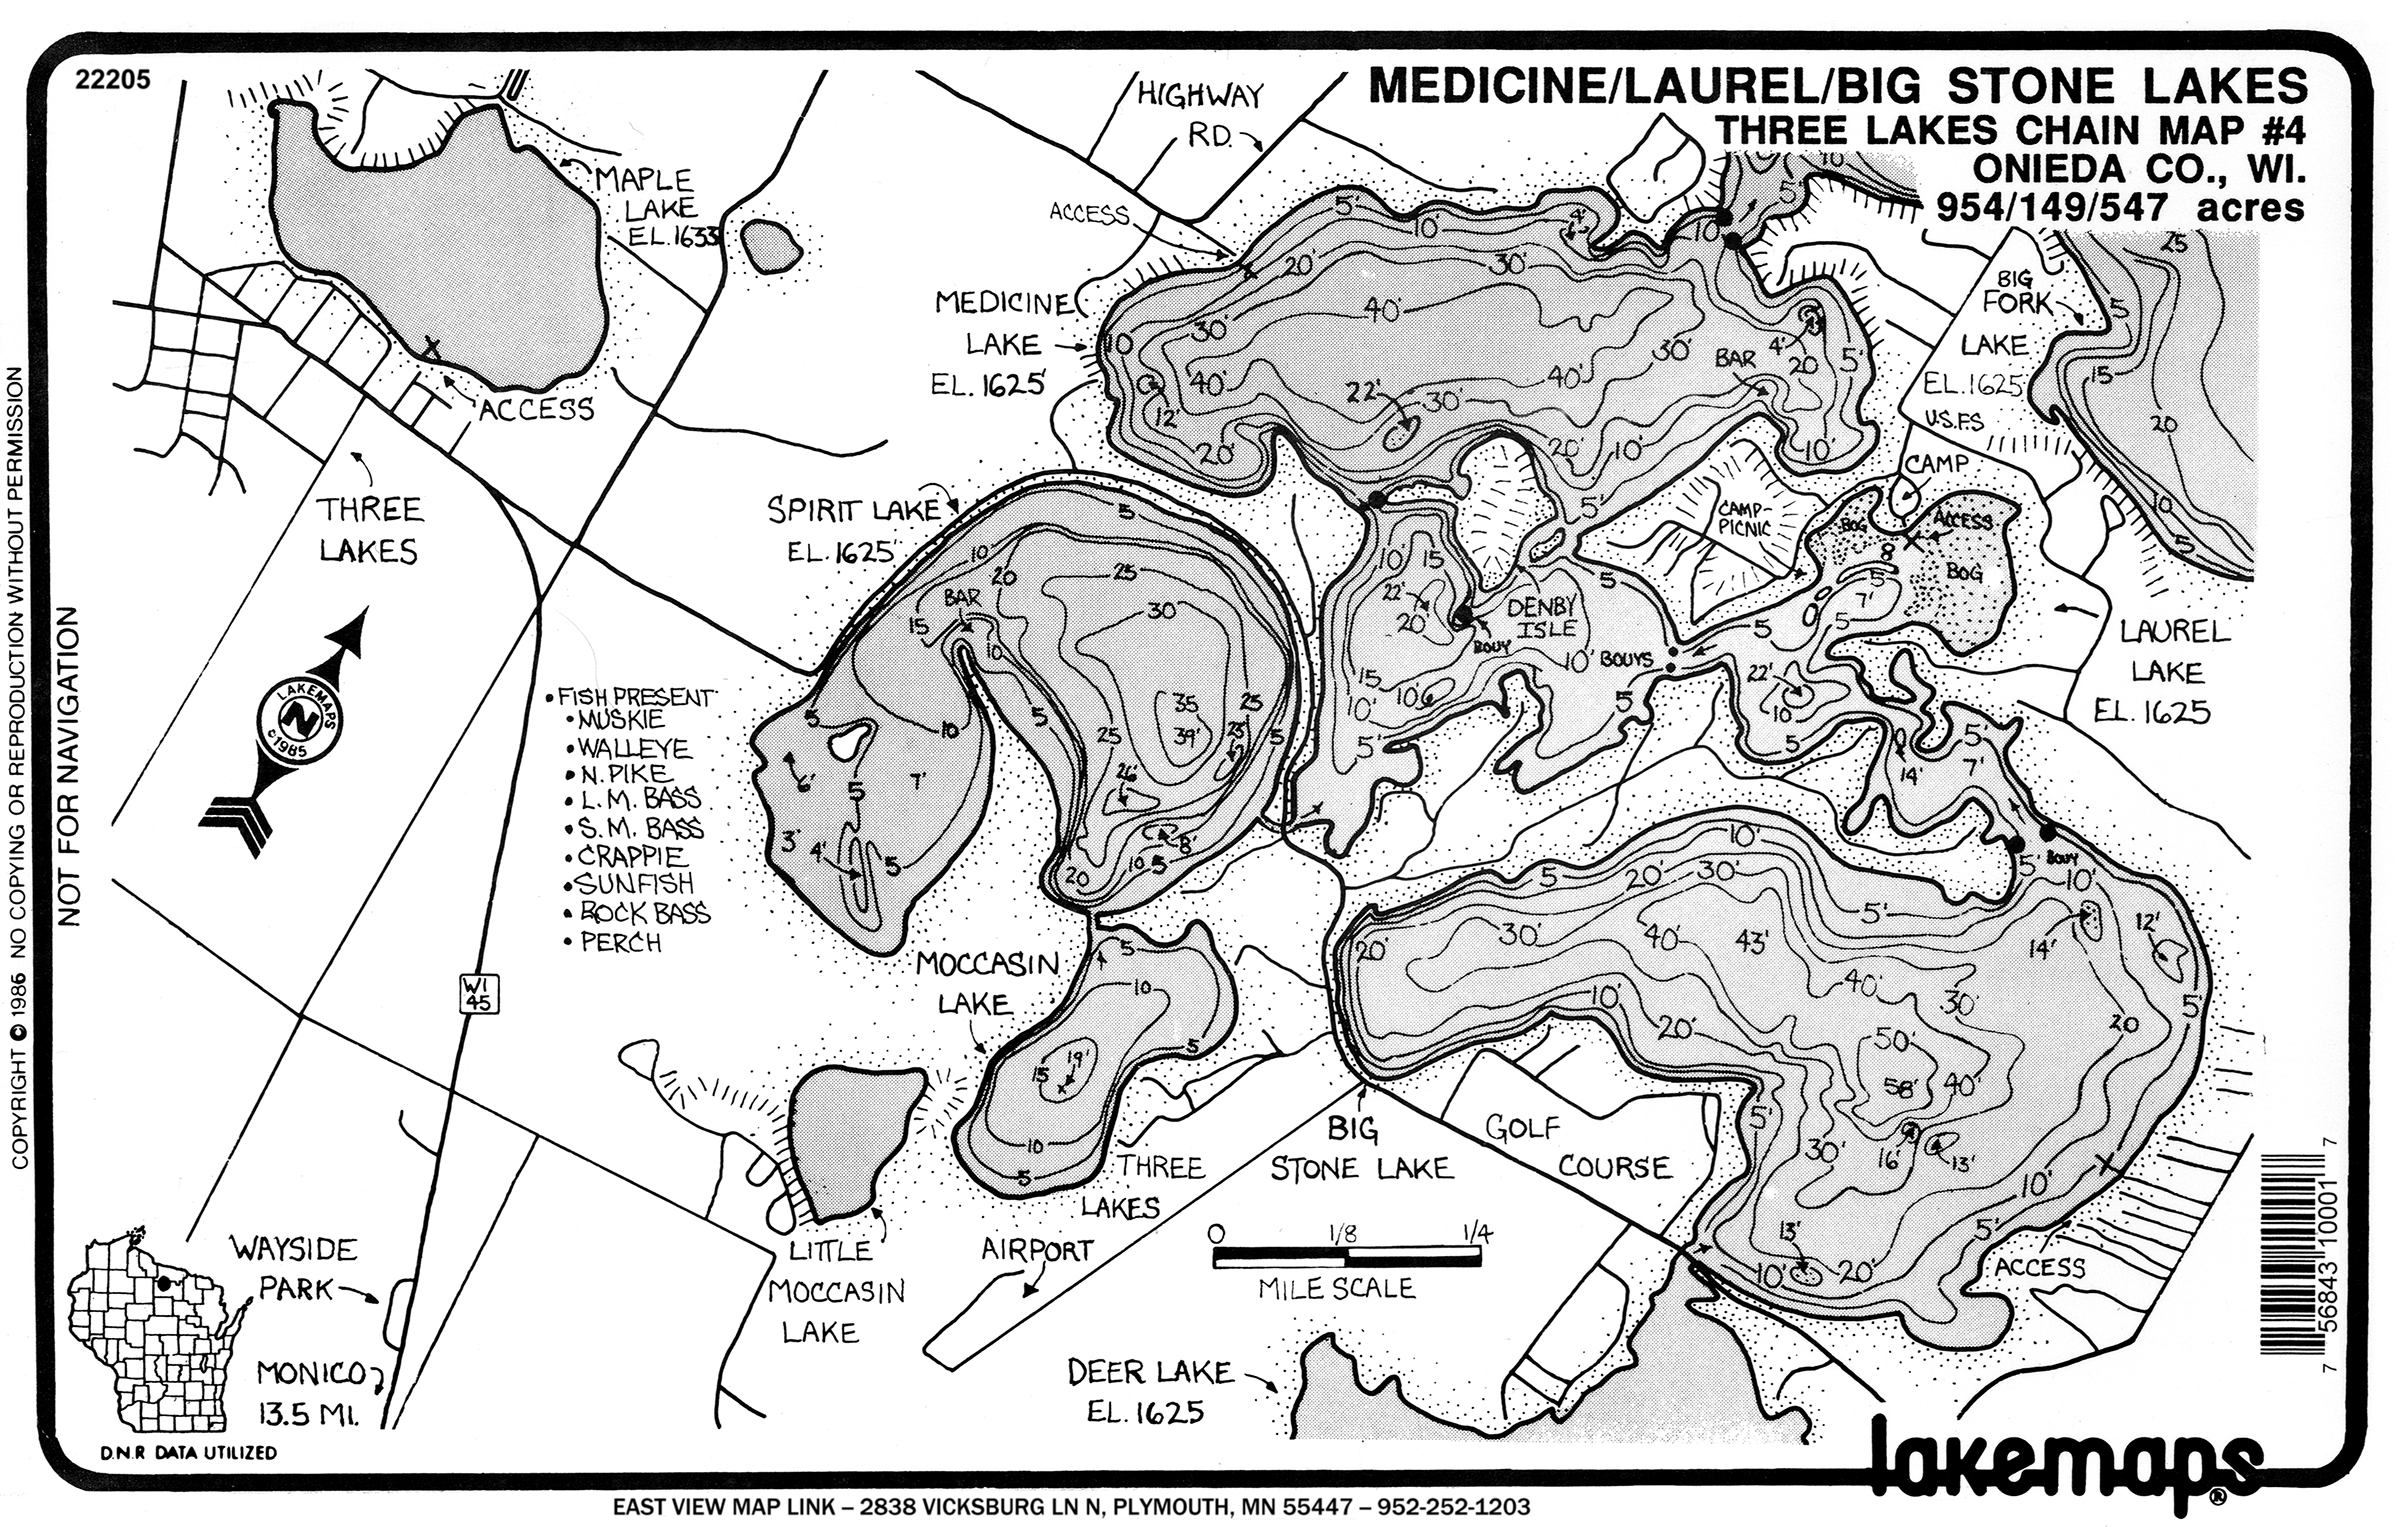 22205
MEDICINE/LAUREL/BIG STONE LAKES
THREE LAKES CHAIN MAP #4
ONIEDA CO., WI.
954/149/547 acres
HIGHWAY
RD.
ACCESS
MAPLE
LAKE
EL. 1633'
ACCESS
THREE
LAKES
MEDICINE
LAKE
EL. 1625'
5'
10'
4'
20'
30'
40'
10
30'
40'
12'
20'
22'
30'
40'
30'
BAR
4'
20
5'
10'
20'
10'
5'
10
5'
10
BIG
FORK
LAKE
EL. 1625'
U.S.F.S
CAMP
25
5
15
20
10
5
SPIRIT LAKE
EL. 1625'
5
10
20
25
30
BAR
15
10
5
35
39'
25
25
23'
5
26'
8'
10
5
20
5
10
6'
5
7'
3'
4'
5
CAMP-
PICNIC
BOG
ACCESS
8
BOG
5
7'
5
10'
15
22'
20'
DENBY
ISLE
BOUY
5
10'
BOUYS
5
22'
10
5
15
10'
10
6
5'
5
LAUREL
LAKE
EL. 1625
5'
7'
14'
5'
BOUY
10'
• FISH PRESENT
• MUSKIE
• WALLEYE
• N. PIKE
• L. M. BASS
• S. M. BASS
• CRAPPIE
• SUNFISH
• ROCK BASS
• PERCH
LAKEMAPS
N
©1985
WI
45
MOCCASIN
LAKE
5
10
19'
15
5
10
5
10'
5
20'
30'
5'
20'
30'
40'
43'
14'
12'
40'
30'
5'
10'
20'
20
50'
58'
40'
5'
30'
16'
13'
10'
5'
13'
10'
20'
ACCESS
BIG
STONE LAKE
GOLF
COURSE
THREE
LAKES
AIRPORT
0
1/8
1/4
MILE SCALE
LITTLE
MOCCASIN
LAKE
DEER LAKE
EL. 1625
WAYSIDE
PARK
MONICO
13.5 MI.
D.N.R DATA UTILIZED
NOT FOR NAVIGATION
COPYRIGHT © 1986 NO COPYING OR REPRODUCTION WITHOUT PERMISSION
7 56843 10001 7
lakemaps®
EAST VIEW MAP LINK – 2838 VICKSBURG LN N, PLYMOUTH, MN 55447 – 952-252-1203